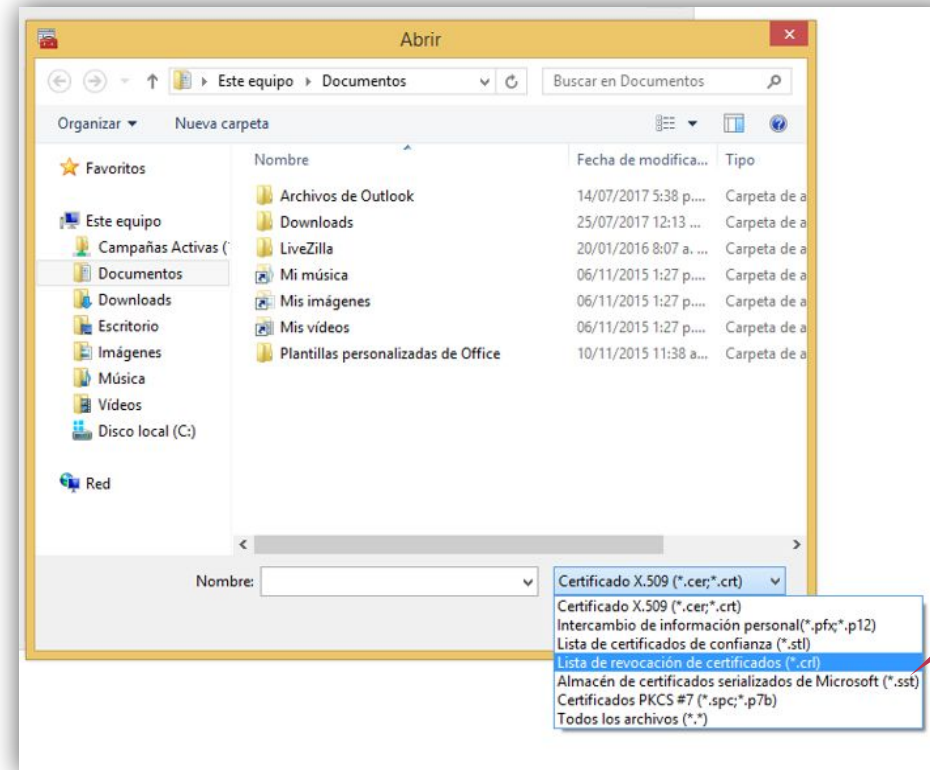 Abrir
Este equipo Documentos
Buscar en Documentos
Organizar Nueva carpeta
Nombre Fecha de modifica... Tipo
Favoritos
Este equipo
Campañas Activas (
Documentos
Downloads
Escritorio
Imágenes
Música
Vídeos
Disco local (C:)
Red
Archivos de Outlook 14/07/2017 5:38 p.... Carpeta de a
Downloads 25/07/2017 12:13 ... Carpeta de a
LiveZilla 20/01/2016 8:07 a. ... Carpeta de a
Mi música 06/11/2015 1:27 p.... Carpeta de a
Mis imágenes 06/11/2015 1:27 p.... Carpeta de a
Mis vídeos 06/11/2015 1:27 p.... Carpeta de a
Plantillas personalizadas de Office 10/11/2015 11:38 a... Carpeta de a
Nombre: Certificado X.509 (*.cer;*.crt)
Certificado X.509 (*.cer;*.crt)
Intercambio de información personal(*.pfx;*.p12)
Lista de certificados de confianza (*.stl)
Lista de revocación de certificados (*.crl)
Almacén de certificados serializados de Microsoft (*.sst)
Certificados PKCS #7 (*.spc;*.p7b)
Todos los archivos (*.*)